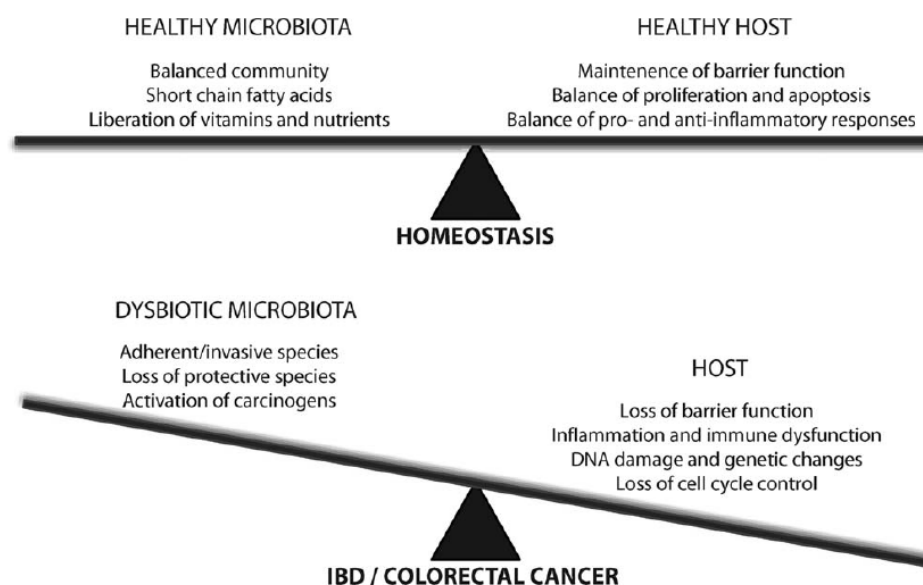 HEALTHY MICROBIOTA
Balanced community
Short chain fatty acids
Liberation of vitamins and nutrients
HEALTHY HOST
Maintenence of barrier function
Balance of proliferation and apoptosis
Balance of pro- and anti-inflammatory responses
HOMEOSTASIS
DYSBIOTIC MICROBIOTA
Adherent/invasive species
Loss of protective species
Activation of carcinogens
HOST
Loss of barrier function
Inflammation and immune dysfunction
DNA damage and genetic changes
Loss of cell cycle control
IBD / COLORECTAL CANCER